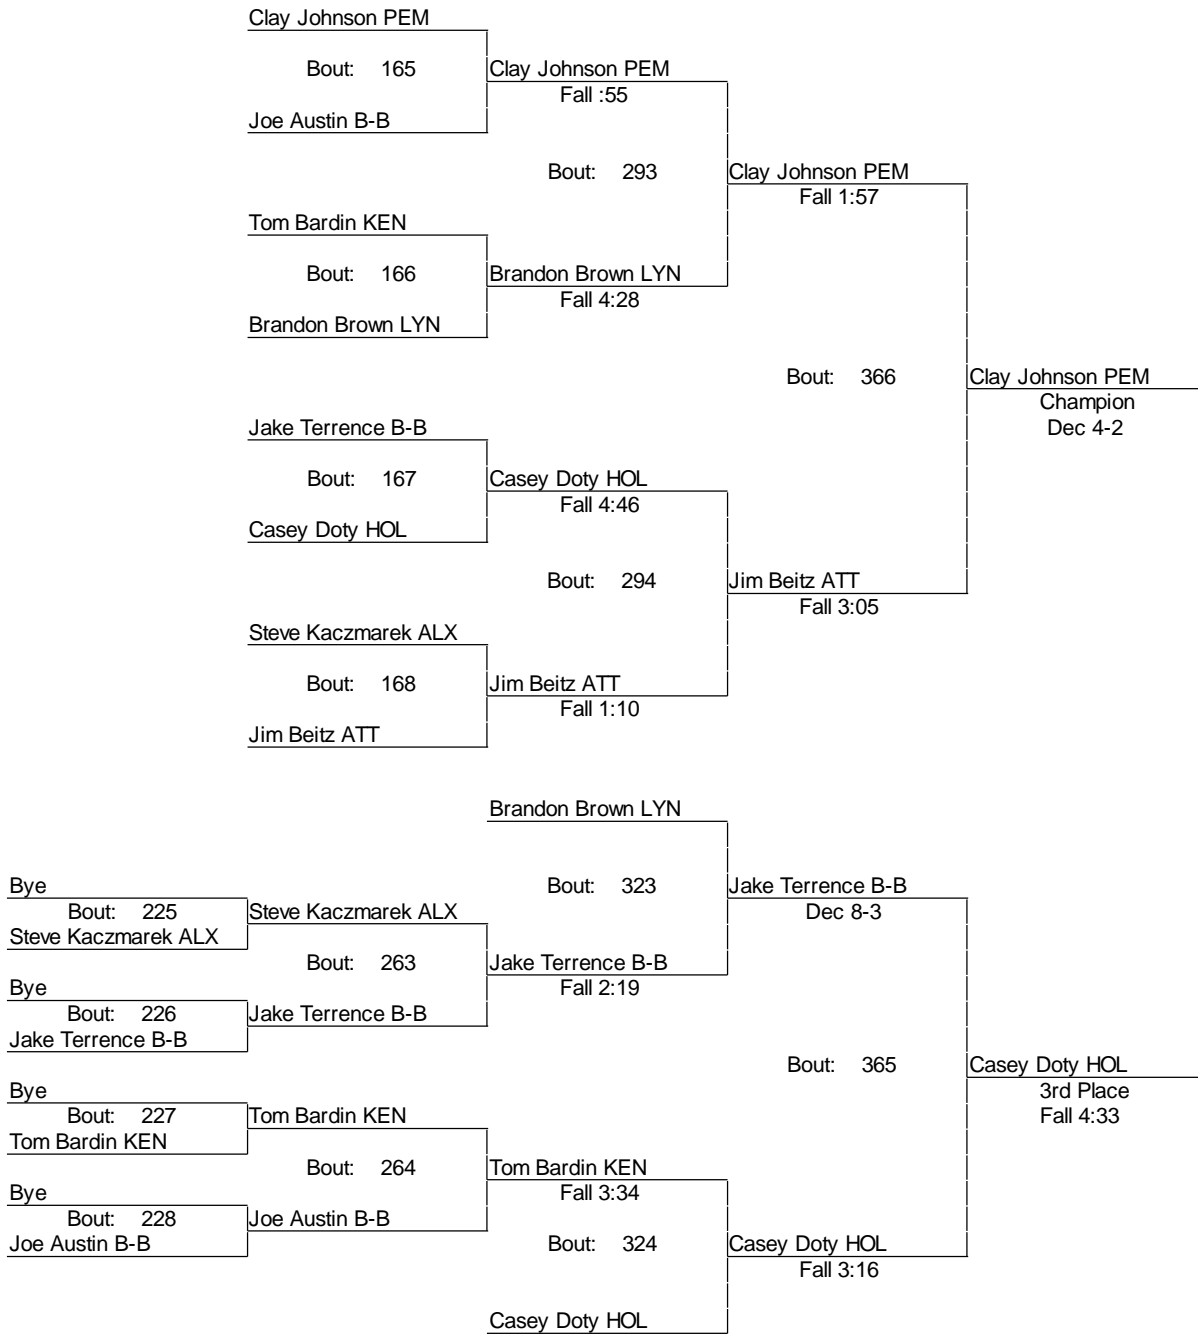 Clay Johnson PEM
Bout: 165
Clay Johnson PEM
Fall :55
Joe Austin B-B
Bout: 293
Clay Johnson PEM
Fall 1:57
Tom Bardin KEN
Bout: 166
Brandon Brown LYN
Fall 4:28
Brandon Brown LYN
Bout: 366
Clay Johnson PEM
Champion
Dec 4-2
Jake Terrence B-B
Bout: 167
Casey Doty HOL
Fall 4:46
Casey Doty HOL
Bout: 294
Jim Beitz ATT
Fall 3:05
Steve Kaczmarek ALX
Bout: 168
Jim Beitz ATT
Fall 1:10
Jim Beitz ATT
Brandon Brown LYN
Bout: 323
Jake Terrence B-B
Dec 8-3
Bye
Bout: 225
Steve Kaczmarek ALX
Steve Kaczmarek ALX
Bout: 263
Jake Terrence B-B
Fall 2:19
Bye
Bout: 226
Jake Terrence B-B
Jake Terrence B-B
Bout: 365
Casey Doty HOL
3rd Place
Fall 4:33
Bye
Bout: 227
Tom Bardin KEN
Tom Bardin KEN
Bout: 264
Tom Bardin KEN
Fall 3:34
Bye
Bout: 228
Joe Austin B-B
Joe Austin B-B
Bout: 324
Casey Doty HOL
Fall 3:16
Casey Doty HOL